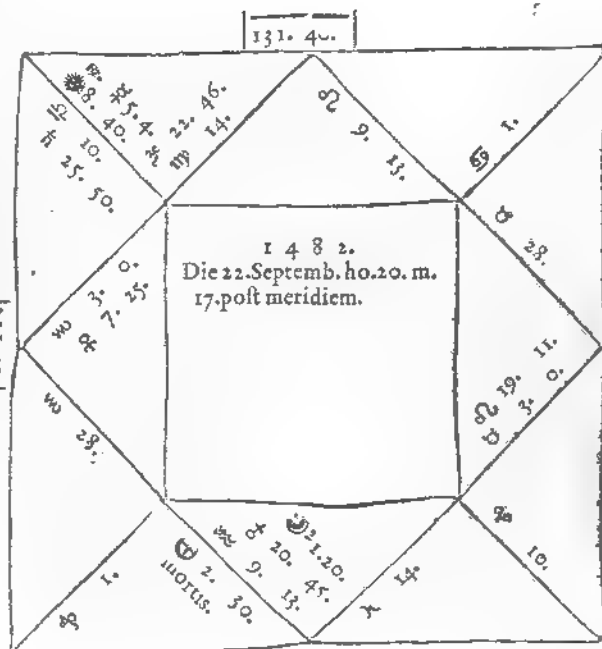 131. 40.
♍ ☿ 5. 4.
☀ 8. 40.
♎ 10.
♄ 25. 50.
22. 46.
♍ 14.
♌ 9. 13.
♋ 1.
♉ 28.
1 4 8 2.
Die 22. Septemb. ho. 20. m.
17. poſt meridiem.
♏ 3. 0.
♀ 7. 25.
♌ 19. 11.
♉ 3. 0.
♏ 28.
♑ 1.
mortis. 2. 30.
♒ 9. 13.
♂ 20. 45.
☽ 21. 20.
♓ 14.
10.